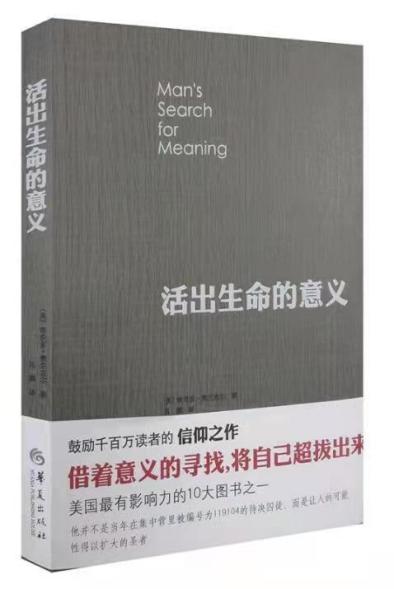 活出生命的意义
华夏出版社
Man's
Search
for
Meaning
活出生命的意义
鼓励千百万读者的信仰之作
借着意义的寻找,将自己超拔出来
美国最有影响力的10大图书之一
他并不是当年在集中营里被编号为119104的待决囚徒,而是让人的可能
性得以扩大的圣者